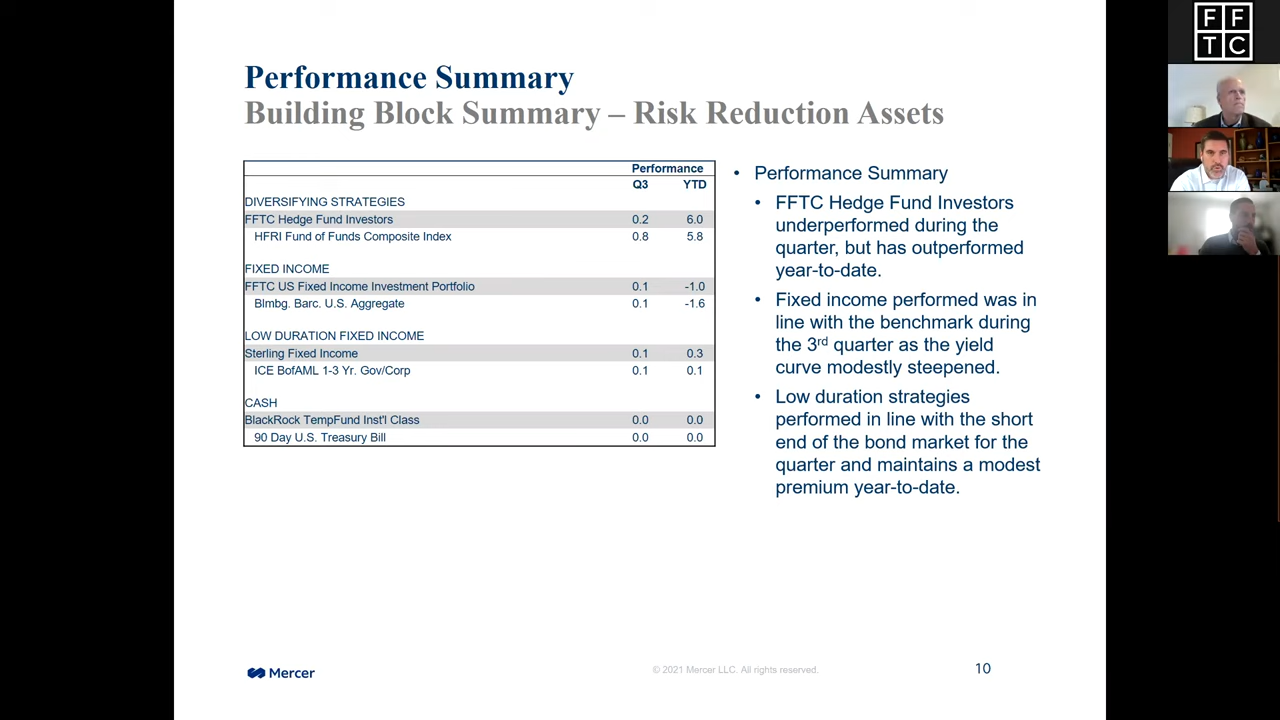 FF
TC
Performance Summary
Building Block Summary – Risk Reduction Assets
Performance
Q3 YTD
DIVERSIFYING STRATEGIES
FFTC Hedge Fund Investors 0.2 6.0
HFRI Fund of Funds Composite Index 0.8 5.8
FIXED INCOME
FFTC US Fixed Income Investment Portfolio 0.1 -1.0
Blmbg. Barc. U.S. Aggregate 0.1 -1.6
LOW DURATION FIXED INCOME
Sterling Fixed Income 0.1 0.3
ICE BofAML 1-3 Yr. Gov/Corp 0.1 0.1
CASH
BlackRock TempFund Inst'l Class 0.0 0.0
90 Day U.S. Treasury Bill 0.0 0.0
• Performance Summary
• FFTC Hedge Fund Investors
underperformed during the
quarter, but has outperformed
year-to-date.
• Fixed income performed was in
line with the benchmark during
the 3rd quarter as the yield
curve modestly steepened.
• Low duration strategies
performed in line with the short
end of the bond market for the
quarter and maintains a modest
premium year-to-date.
Mercer
© 2021 Mercer LLC. All rights reserved.
10